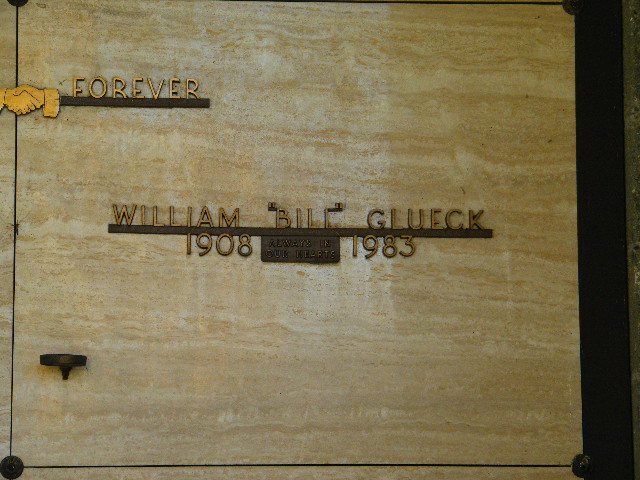 FOREVER
WILLIAM "BILL" GLUECK
1908 ALWAYS IN 1983
OUR HEARTS